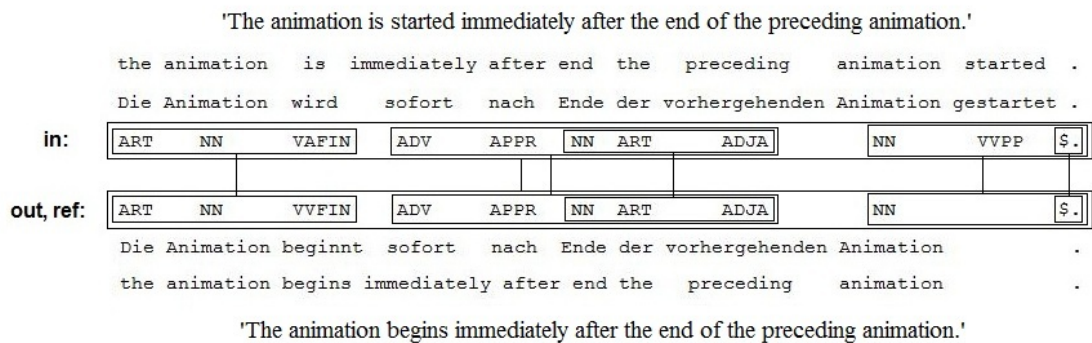 'The animation is started immediately after the end of the preceding animation.'
the animation is immediately after end the preceding animation started .
Die Animation wird sofort nach Ende der vorhergehenden Animation gestartet .
in: ART NN VAFIN ADV APPR NN ART ADJA NN VVPP $.
out, ref: ART NN VVFIN ADV APPR NN ART ADJA NN $.
Die Animation beginnt sofort nach Ende der vorhergehenden Animation .
the animation begins immediately after end the preceding animation .
'The animation begins immediately after the end of the preceding animation.'